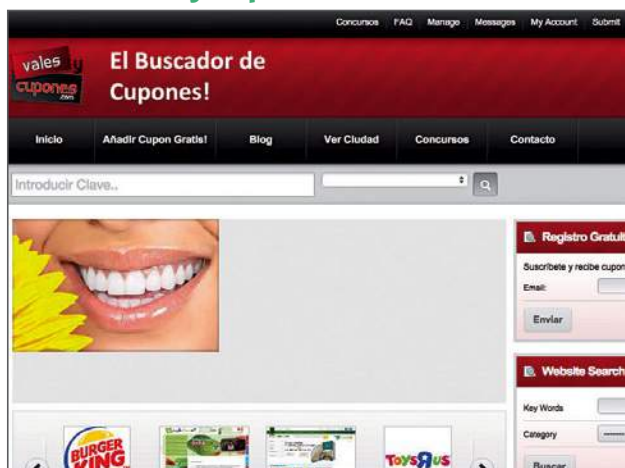 Concursos FAQ Manage Messages My Account Submit
vales y
cupones
.com
El Buscador de
Cupones!
Inicio Añadir Cupon Gratis! Blog Ver Ciudad Concursos Contacto
Introducir Clave..
Registro Gratuit
Suscribete y recibe cupon
Email:
Enviar
Website Search
Key Words
Category
Buscar
BURGER
KING
TOYSRUS